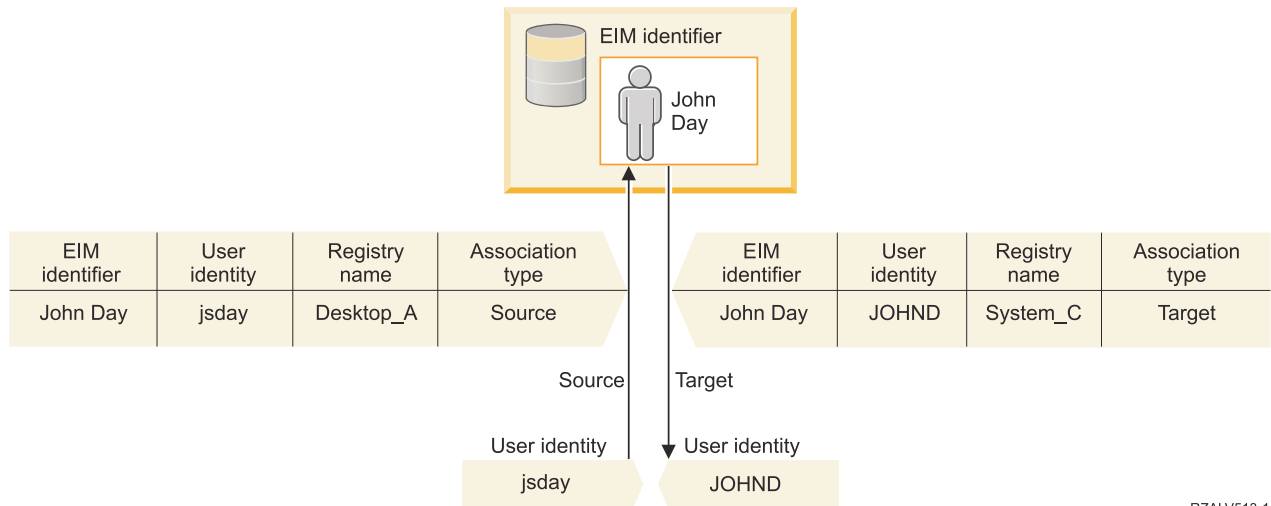 EIM identifier
John
Day
EIM
identifier
User
identity
Registry
name
Association
type
John Day
jsday
Desktop_A
Source
EIM
identifier
User
identity
Registry
name
Association
type
John Day
JOHND
System_C
Target
Source
Target
User identity
User identity
jsday
JOHND